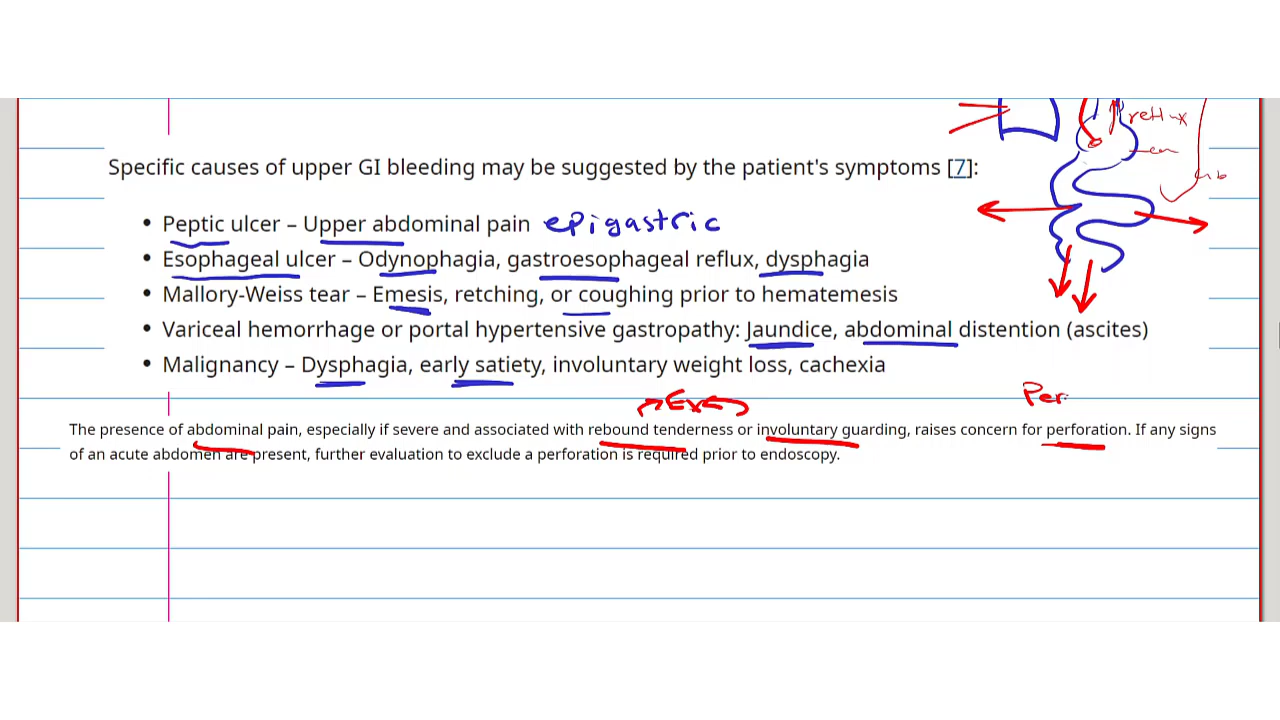 reflux
Specific causes of upper GI bleeding may be suggested by the patient's symptoms [7]:
• Peptic ulcer – Upper abdominal pain epigastric
• Esophageal ulcer – Odynophagia, gastroesophageal reflux, dysphagia
• Mallory-Weiss tear – Emesis, retching, or coughing prior to hematemesis
• Variceal hemorrhage or portal hypertensive gastropathy: Jaundice, abdominal distention (ascites)
• Malignancy – Dysphagia, early satiety, involuntary weight loss, cachexia
Ex Per
The presence of abdominal pain, especially if severe and associated with rebound tenderness or involuntary guarding, raises concern for perforation. If any signs
of an acute abdomen are present, further evaluation to exclude a perforation is required prior to endoscopy.